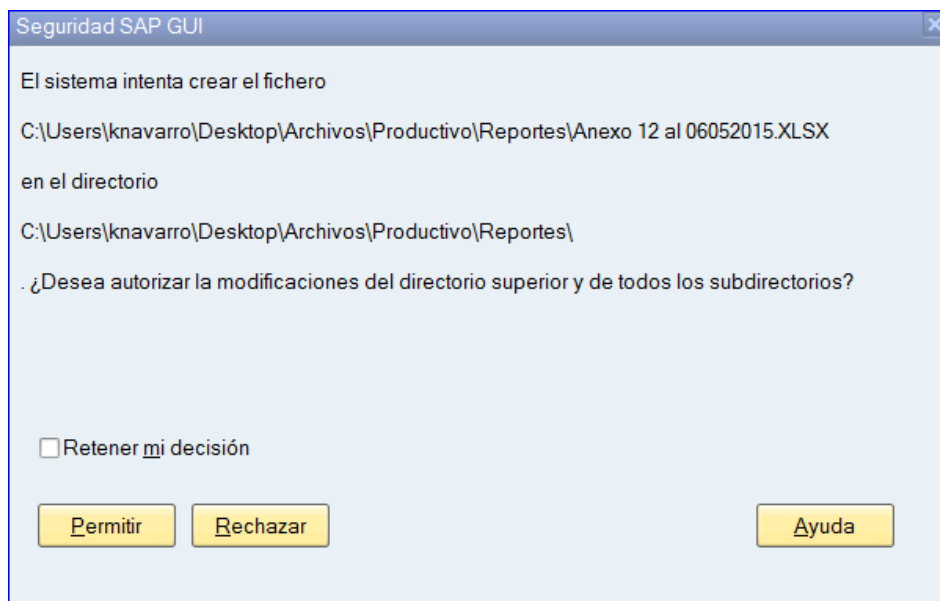 Seguridad SAP GUI
El sistema intenta crear el fichero
C:\Users\knavarro\Desktop\Archivos\Productivo\Reportes\Anexo 12 al 06052015.XLSX
en el directorio
C:\Users\knavarro\Desktop\Archivos\Productivo\Reportes\
. ¿Desea autorizar la modificaciones del directorio superior y de todos los subdirectorios?
Retener mi decisión
Permitir Rechazar Ayuda